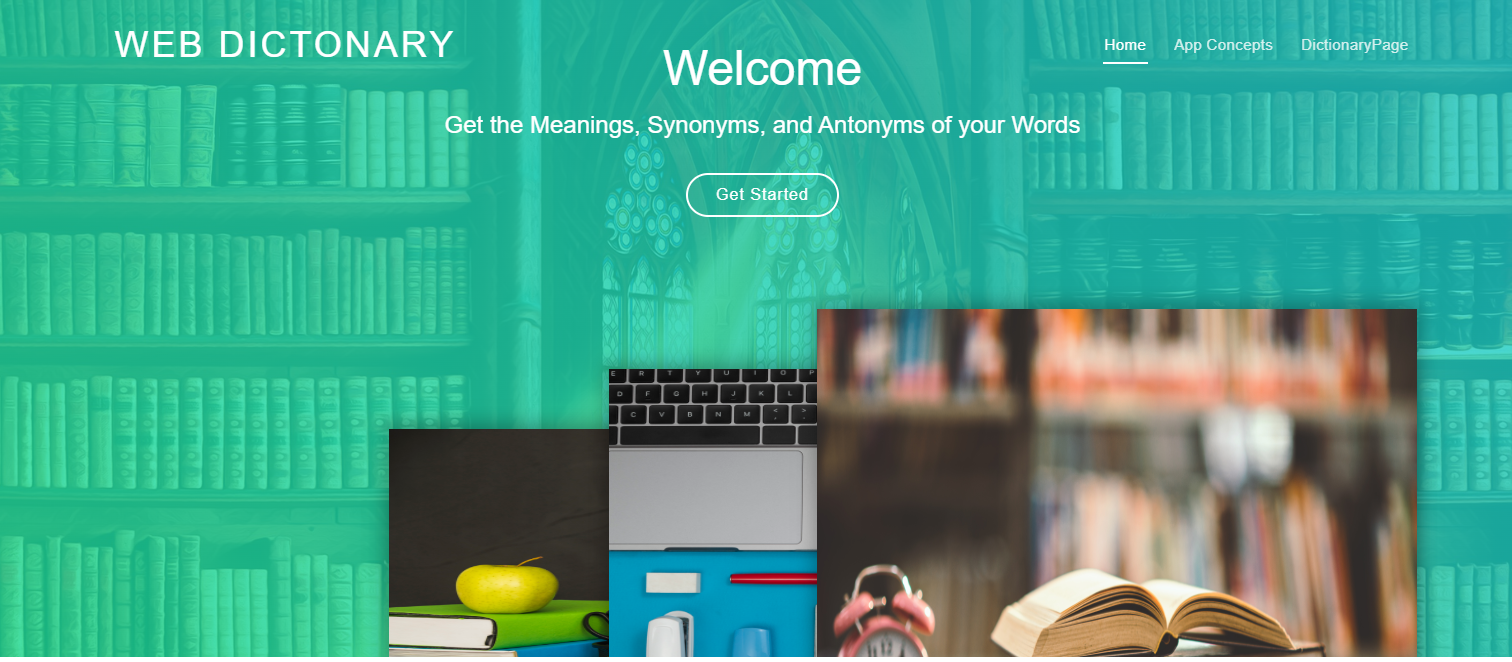 WEB DICTONARY
Home App Concepts DictionaryPage
Welcome
Get the Meanings, Synonyms, and Antonyms of your Words
Get Started
E R T Y U I O P
D F G H J K L
C V B N M < , > .